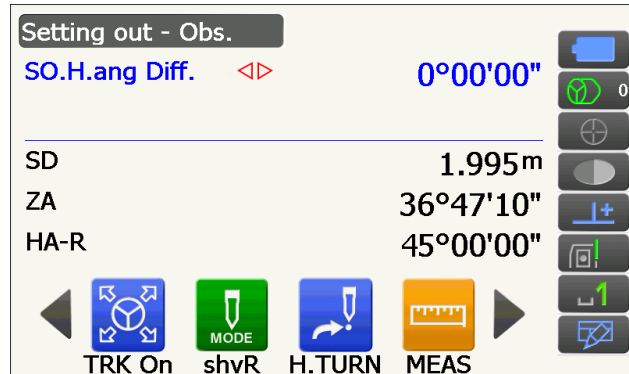 Setting out - Obs.
SO.H.ang Diff. 0°00'00"
0
SD 1.995m
ZA 36°47'10"
HA-R 45°00'00"
MODE
TRK On shvR H.TURN MEAS
1